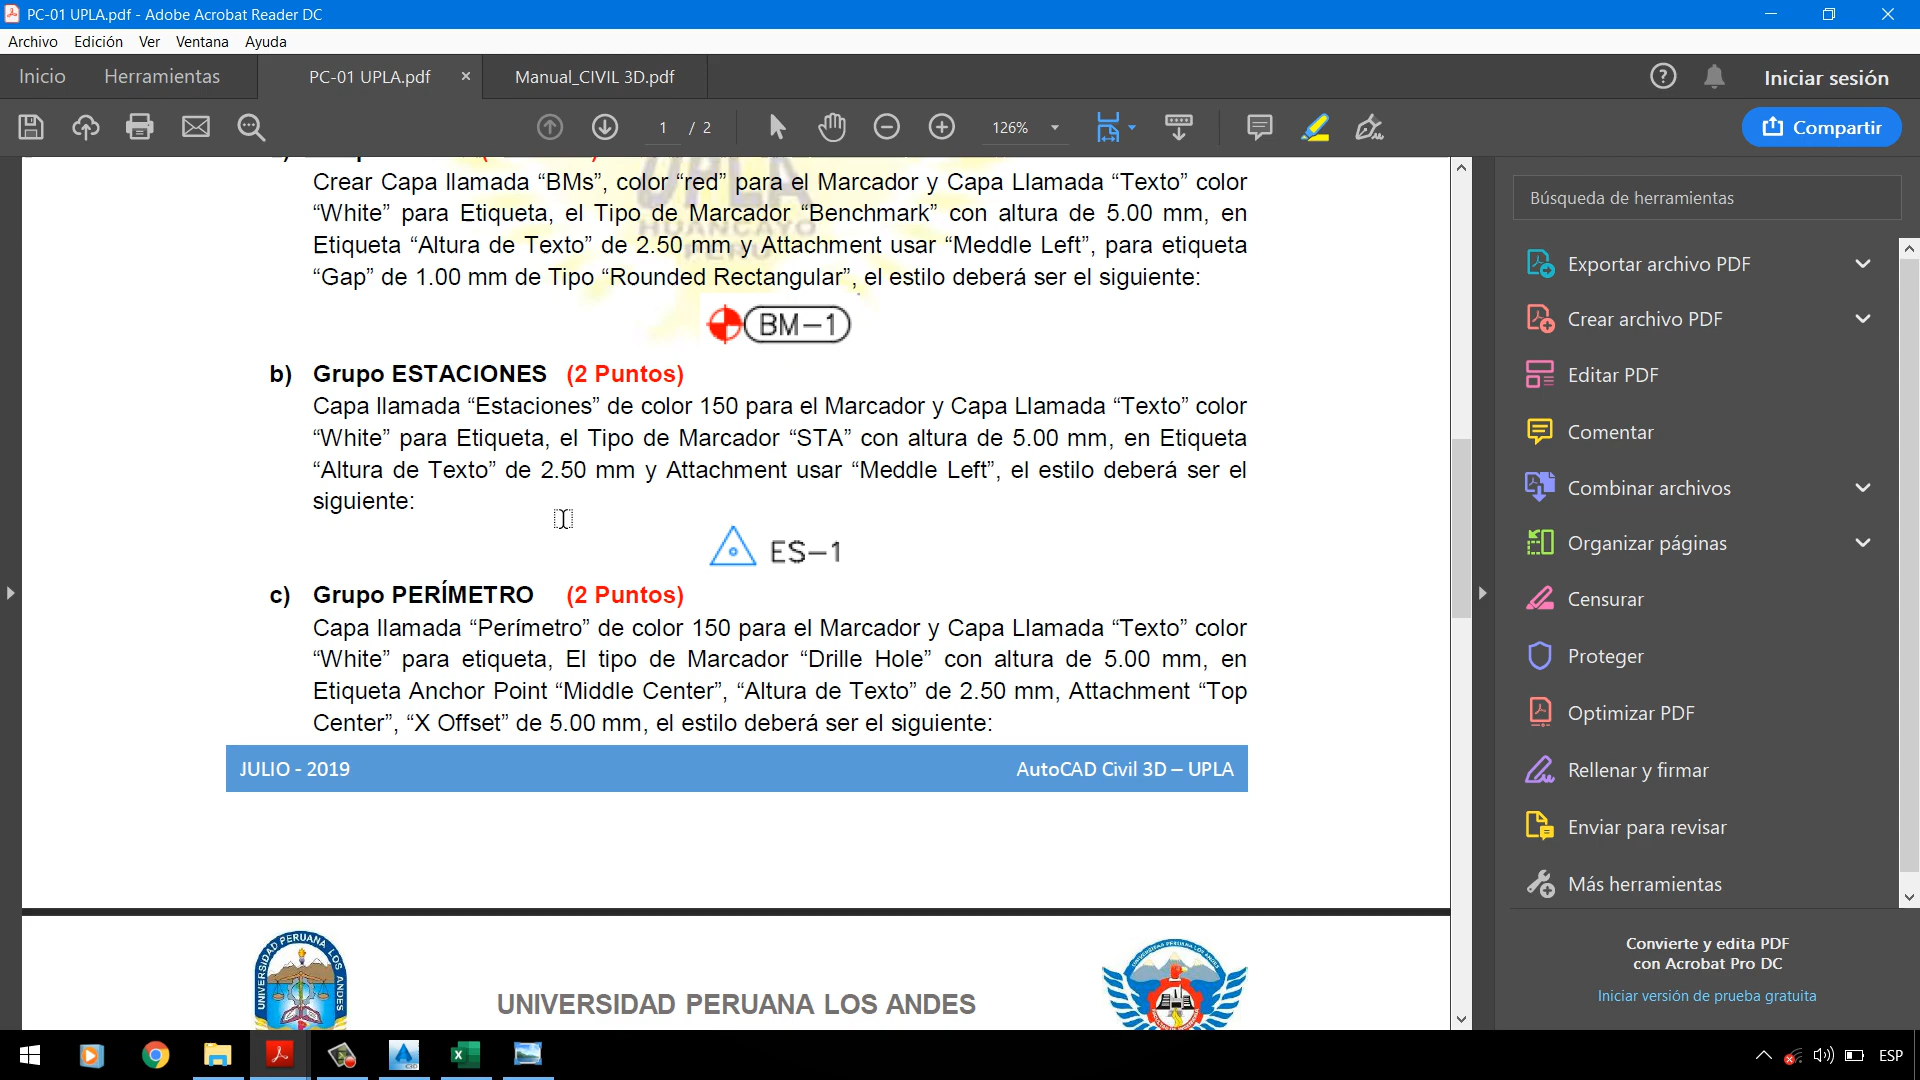 PC-01 UPLA.pdf - Adobe Acrobat Reader DC
Archivo Edición Ver Ventana Ayuda
Inicio Herramientas PC-01 UPLA.pdf × Manual_CIVIL 3D.pdf Iniciar sesión
1 / 2 126% Compartir
UPLA
HUANCAYO
PERÚ
Crear Capa llamada “BMs”, color “red” para el Marcador y Capa Llamada “Texto” color
“White” para Etiqueta, el Tipo de Marcador “Benchmark” con altura de 5.00 mm, en
Etiqueta “Altura de Texto” de 2.50 mm y Attachment usar “Meddle Left”, para etiqueta
“Gap” de 1.00 mm de Tipo “Rounded Rectangular”, el estilo deberá ser el siguiente:
BM-1
b) Grupo ESTACIONES (2 Puntos)
Capa llamada “Estaciones” de color 150 para el Marcador y Capa Llamada “Texto” color
“White” para Etiqueta, el Tipo de Marcador “STA” con altura de 5.00 mm, en Etiqueta
“Altura de Texto” de 2.50 mm y Attachment usar “Meddle Left”, el estilo deberá ser el
siguiente:
ES-1
c) Grupo PERÍMETRO (2 Puntos)
Capa llamada “Perímetro” de color 150 para el Marcador y Capa Llamada “Texto” color
“White” para etiqueta, El tipo de Marcador “Drille Hole” con altura de 5.00 mm, en
Etiqueta Anchor Point “Middle Center”, “Altura de Texto” de 2.50 mm, Attachment “Top
Center”, “X Offset” de 5.00 mm, el estilo deberá ser el siguiente:
JULIO - 2019 AutoCAD Civil 3D – UPLA
UNIVERSIDAD PERUANA LOS ANDES
UNIVERSIDAD PERUANA LOS ANDES
Búsqueda de herramientas
Exportar archivo PDF
Crear archivo PDF
Editar PDF
Comentar
Combinar archivos
Organizar páginas
Censurar
Proteger
Optimizar PDF
Rellenar y firmar
Enviar para revisar
Más herramientas
Convierte y edita PDF
con Acrobat Pro DC
Iniciar versión de prueba gratuita
ESP